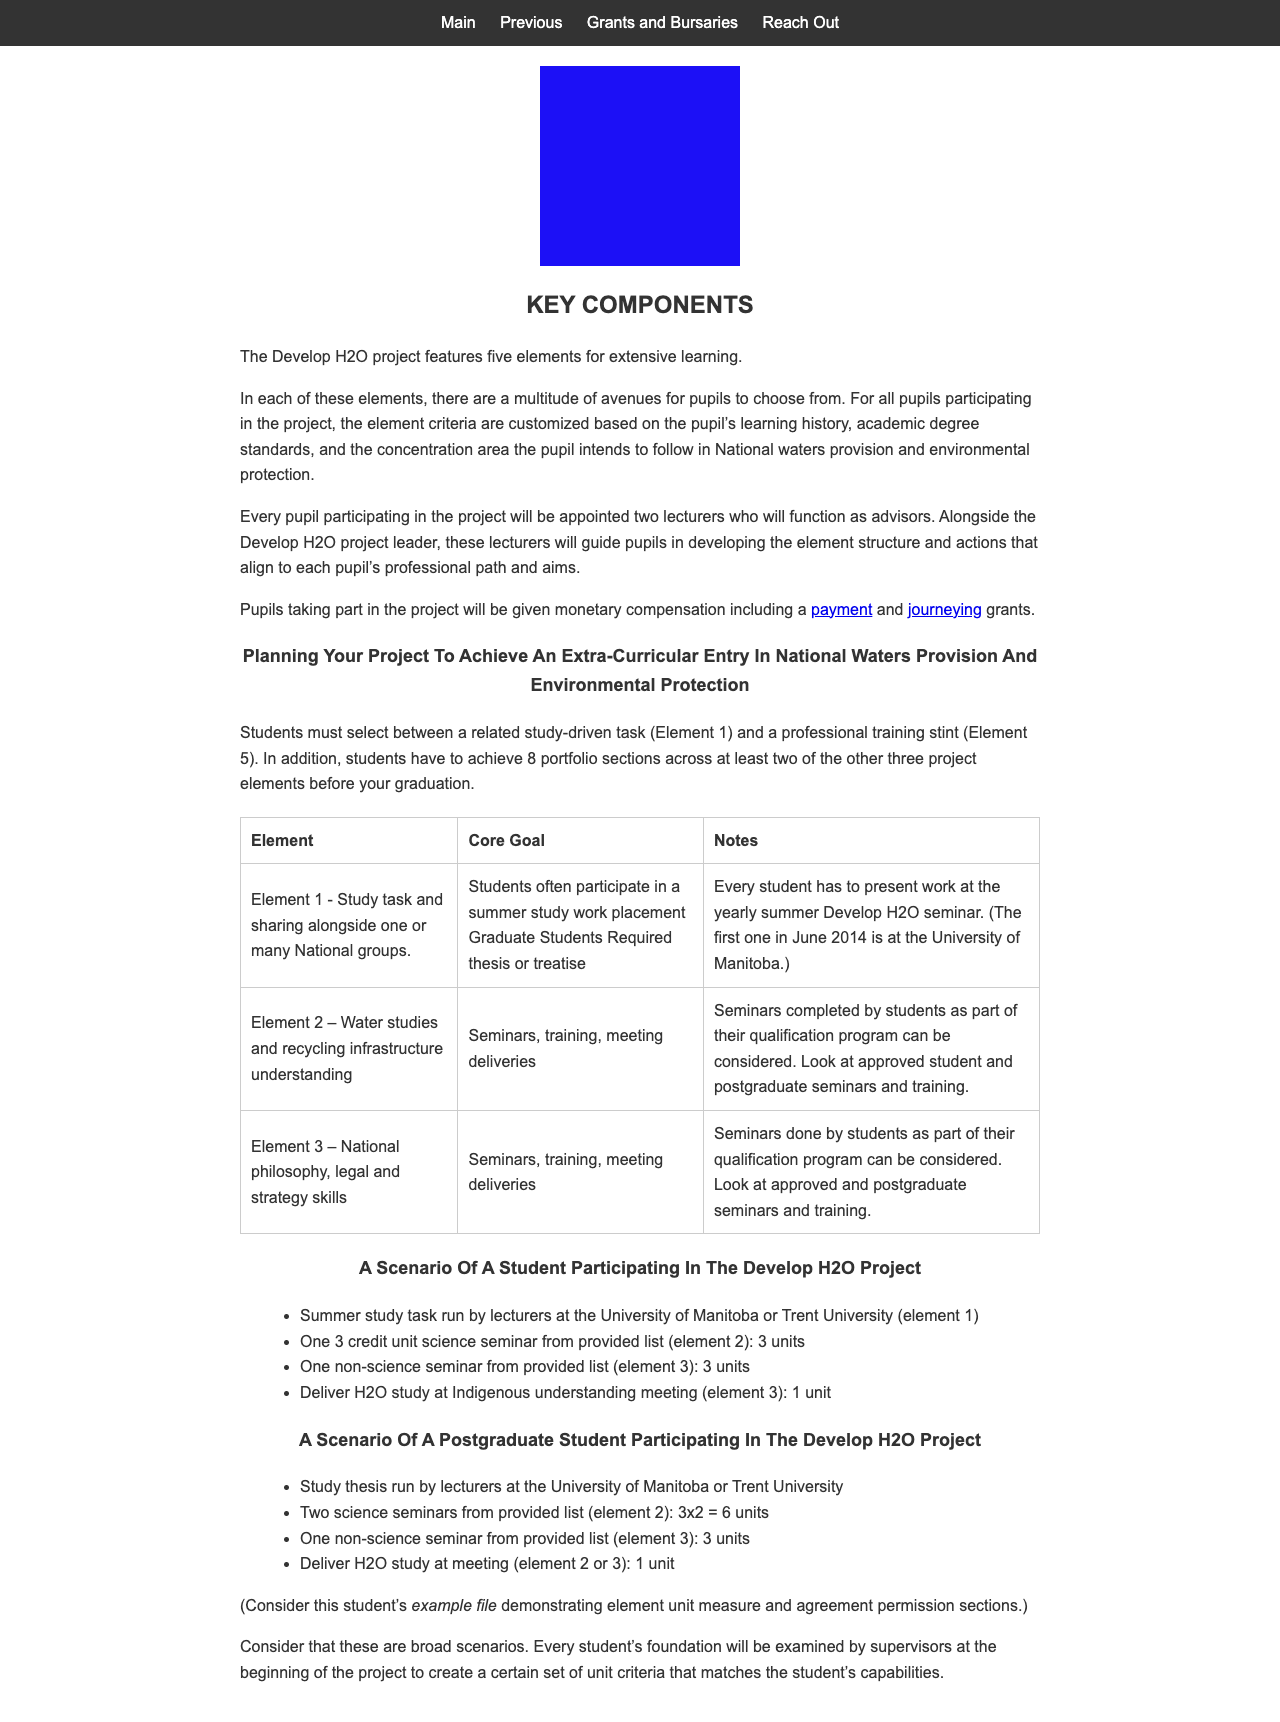 Main Previous Grants and Bursaries Reach Out
KEY COMPONENTS
The Develop H2O project features five elements for extensive learning.
In each of these elements, there are a multitude of avenues for pupils to choose from. For all pupils participating
in the project, the element criteria are customized based on the pupil’s learning history, academic degree
standards, and the concentration area the pupil intends to follow in National waters provision and environmental
protection.
Every pupil participating in the project will be appointed two lecturers who will function as advisors. Alongside the
Develop H2O project leader, these lecturers will guide pupils in developing the element structure and actions that
align to each pupil’s professional path and aims.
Pupils taking part in the project will be given monetary compensation including a payment and journeying grants.
Planning Your Project To Achieve An Extra-Curricular Entry In National Waters Provision And
Environmental Protection
Students must select between a related study-driven task (Element 1) and a professional training stint (Element
5). In addition, students have to achieve 8 portfolio sections across at least two of the other three project
elements before your graduation.
Element
Core Goal
Notes
Element 1 - Study task and
sharing alongside one or
many National groups.
Students often participate in a
summer study work placement
Graduate Students Required
thesis or treatise
Every student has to present work at the
yearly summer Develop H2O seminar. (The
first one in June 2014 is at the University of
Manitoba.)
Element 2 – Water studies
and recycling infrastructure
understanding
Seminars, training, meeting
deliveries
Seminars completed by students as part of
their qualification program can be
considered. Look at approved student and
postgraduate seminars and training.
Element 3 – National
philosophy, legal and
strategy skills
Seminars, training, meeting
deliveries
Seminars done by students as part of their
qualification program can be considered.
Look at approved and postgraduate
seminars and training.
A Scenario Of A Student Participating In The Develop H2O Project
• Summer study task run by lecturers at the University of Manitoba or Trent University (element 1)
• One 3 credit unit science seminar from provided list (element 2): 3 units
• One non-science seminar from provided list (element 3): 3 units
• Deliver H2O study at Indigenous understanding meeting (element 3): 1 unit
A Scenario Of A Postgraduate Student Participating In The Develop H2O Project
• Study thesis run by lecturers at the University of Manitoba or Trent University
• Two science seminars from provided list (element 2): 3x2 = 6 units
• One non-science seminar from provided list (element 3): 3 units
• Deliver H2O study at meeting (element 2 or 3): 1 unit
(Consider this student’s example file demonstrating element unit measure and agreement permission sections.)
Consider that these are broad scenarios. Every student’s foundation will be examined by supervisors at the
beginning of the project to create a certain set of unit criteria that matches the student’s capabilities.